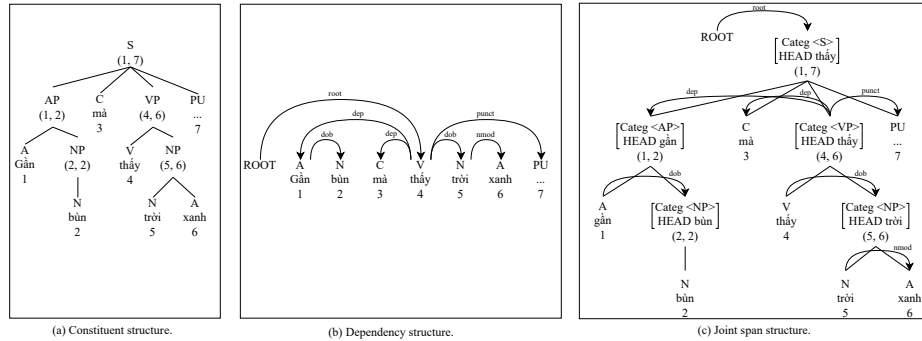 S
(1, 7)
AP C VP PU
(1, 2) mà (4, 6) ...
3 7
A NP V NP
Gần (2, 2) thấy (5, 6)
1 4
N N A
bùn trời xanh
2 5 6
(a) Constituent structure.
root
dep punct
dob dep dob nmod
ROOT A N C V N A PU
Gần bùn mà thấy trời xanh ...
1 2 3 4 5 6 7
(b) Dependency structure.
root
ROOT
[Categ <S>
HEAD thấy]
(1, 7)
dep dep punct
[Categ <AP> C [Categ <VP> PU
HEAD gần] mà HEAD thấy] ...
(1, 2) 3 (4, 6) 7
dob dob
A [Categ <NP> V [Categ <NP>
gần HEAD bùn] thấy HEAD trời]
1 (2, 2) 4 (5, 6)
nmod
N N A
bùn trời xanh
2 5 6
(c) Joint span structure.